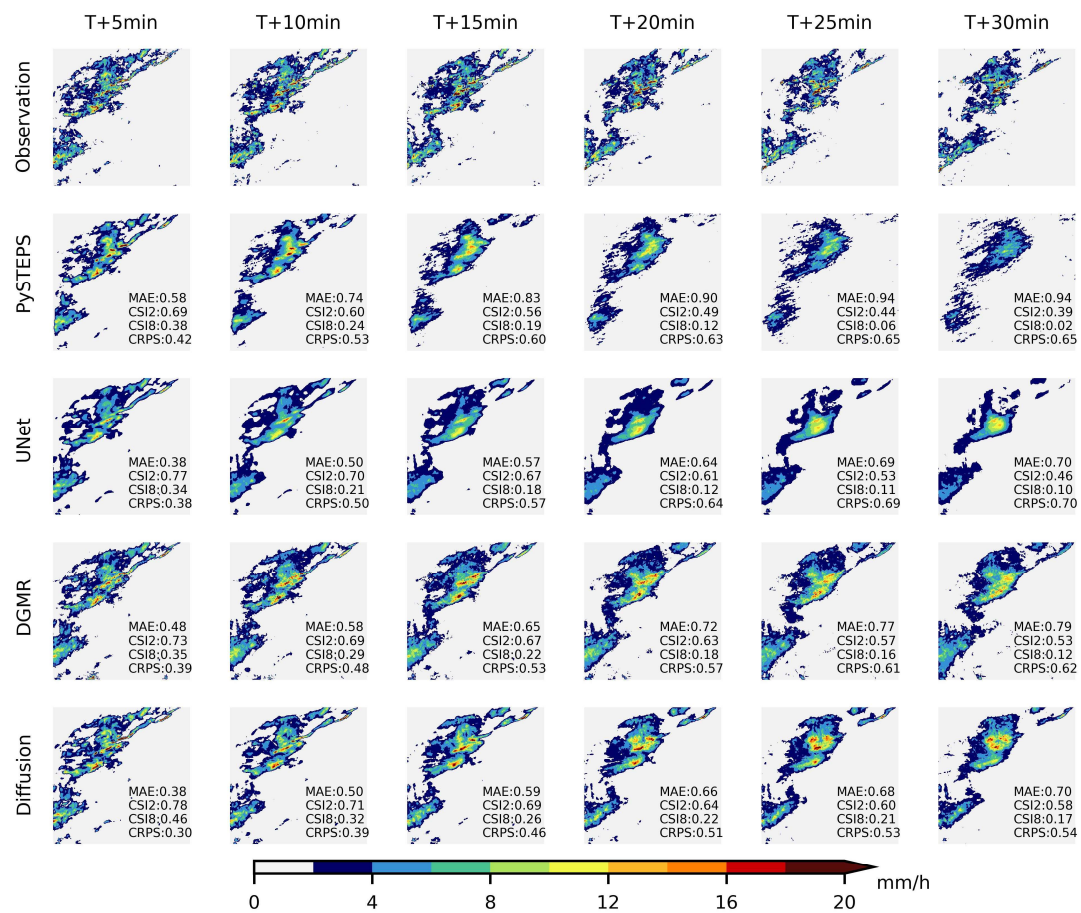 T+5min T+10min T+15min T+20min T+25min T+30min
Observation
PySTEPS
MAE:0.58 MAE:0.74 MAE:0.83 MAE:0.90 MAE:0.94 MAE:0.94
CSI2:0.69 CSI2:0.60 CSI2:0.56 CSI2:0.49 CSI2:0.44 CSI2:0.39
CSI8:0.38 CSI8:0.24 CSI8:0.19 CSI8:0.12 CSI8:0.06 CSI8:0.02
CRPS:0.42 CRPS:0.53 CRPS:0.60 CRPS:0.63 CRPS:0.65 CRPS:0.65
UNet
MAE:0.38 MAE:0.50 MAE:0.57 MAE:0.64 MAE:0.69 MAE:0.70
CSI2:0.77 CSI2:0.70 CSI2:0.67 CSI2:0.61 CSI2:0.53 CSI2:0.46
CSI8:0.34 CSI8:0.21 CSI8:0.18 CSI8:0.12 CSI8:0.11 CSI8:0.10
CRPS:0.38 CRPS:0.50 CRPS:0.57 CRPS:0.64 CRPS:0.69 CRPS:0.70
DGMR
MAE:0.48 MAE:0.58 MAE:0.65 MAE:0.72 MAE:0.77 MAE:0.79
CSI2:0.73 CSI2:0.69 CSI2:0.67 CSI2:0.63 CSI2:0.57 CSI2:0.53
CSI8:0.35 CSI8:0.29 CSI8:0.22 CSI8:0.18 CSI8:0.16 CSI8:0.12
CRPS:0.39 CRPS:0.48 CRPS:0.53 CRPS:0.57 CRPS:0.61 CRPS:0.62
Diffusion
MAE:0.38 MAE:0.50 MAE:0.59 MAE:0.66 MAE:0.68 MAE:0.70
CSI2:0.78 CSI2:0.71 CSI2:0.69 CSI2:0.64 CSI2:0.60 CSI2:0.58
CSI8:0.46 CSI8:0.32 CSI8:0.26 CSI8:0.22 CSI8:0.21 CSI8:0.17
CRPS:0.30 CRPS:0.39 CRPS:0.46 CRPS:0.51 CRPS:0.53 CRPS:0.54
mm/h
0 4 8 12 16 20